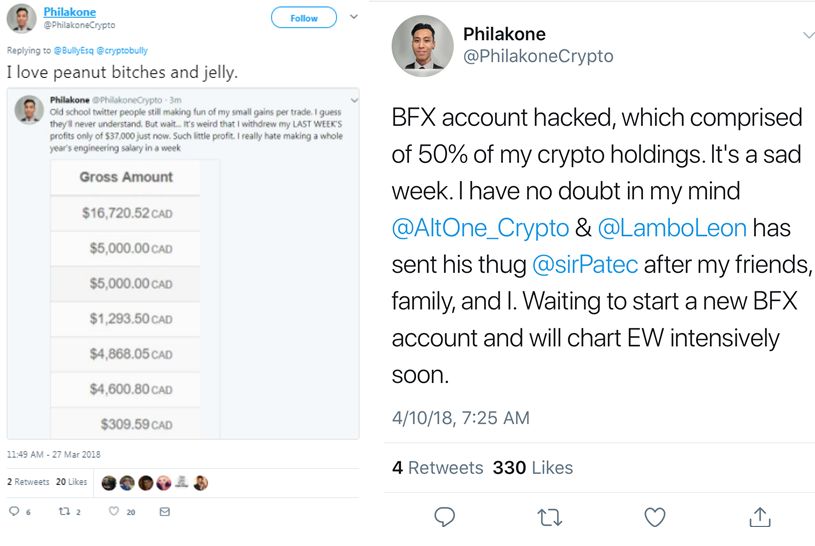 Philakone
@PhilakoneCrypto
Follow
Replying to @BullyEsq @cryptobully
I love peanut bitches and jelly.
Philakone @PhilakoneCrypto · 3m
Old school twitter people still making fun of my small gains per trade. I guess
they'll never understand. But wait... It's weird that I withdrew my LAST WEEK'S
profits only of $37,000 just now. Such little profit. I really hate making a whole
year's engineering salary in a week
Gross Amount
$16,720.52 CAD
$5,000.00 CAD
$5,000.00 CAD
$1,293.50 CAD
$4,868.05 CAD
$4,600.80 CAD
$309.59 CAD
11:49 AM - 27 Mar 2018
2 Retweets 20 Likes
6 2 20
Philakone
@PhilakoneCrypto
BFX account hacked, which comprised
of 50% of my crypto holdings. It's a sad
week. I have no doubt in my mind
@AltOne_Crypto & @LamboLeon has
sent his thug @sirPatec after my friends,
family, and I. Waiting to start a new BFX
account and will chart EW intensively
soon.
4/10/18, 7:25 AM
4 Retweets 330 Likes